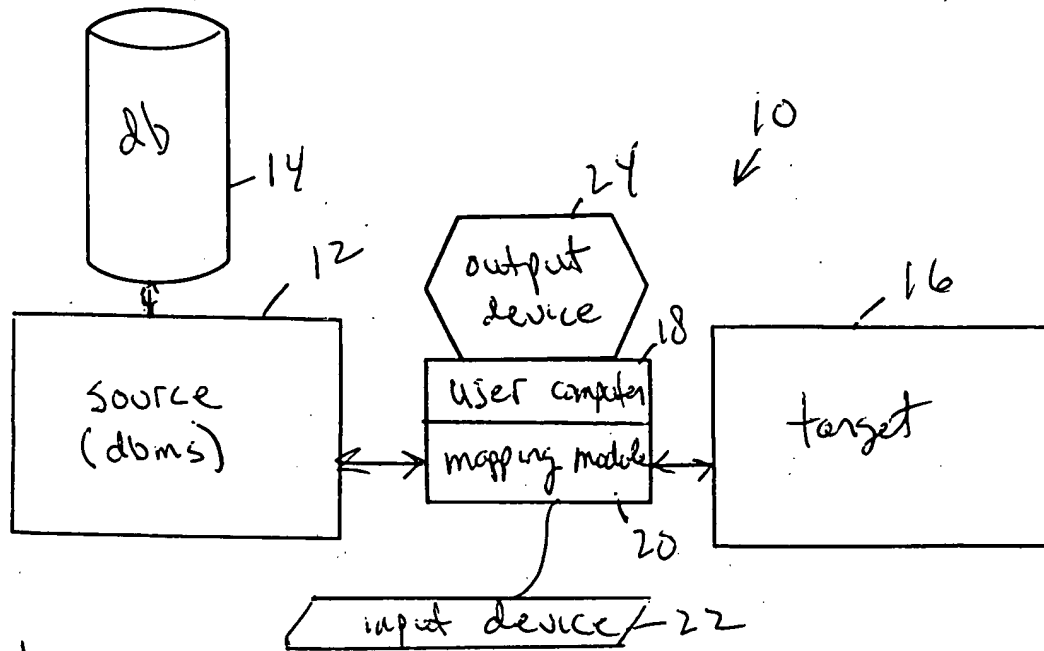 db
14
10
24
output
device
12
16
18
user computer
source
(dbms)
target
mapping module
20
input device
22